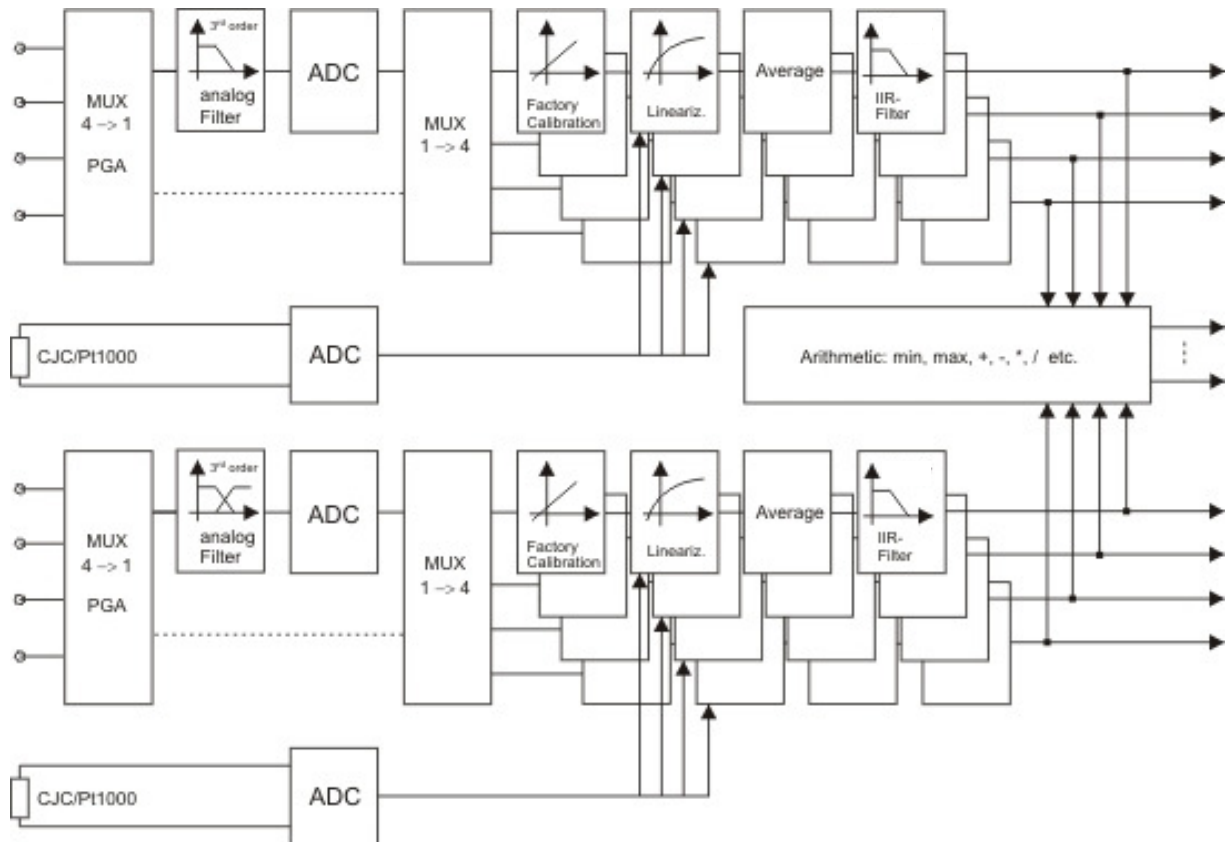 3rd order
analog
Filter
MUX
4 –> 1
PGA
ADC
MUX
1 –> 4
Factory
Calibration
Lineariz.
Average
IIR-
Filter
CJC/Pt1000
ADC
Arithmetic: min, max, +, -, *, / etc.
3rd order
analog
Filter
MUX
4 –> 1
PGA
ADC
MUX
1 –> 4
Factory
Calibration
Lineariz.
Average
IIR-
Filter
CJC/Pt1000
ADC